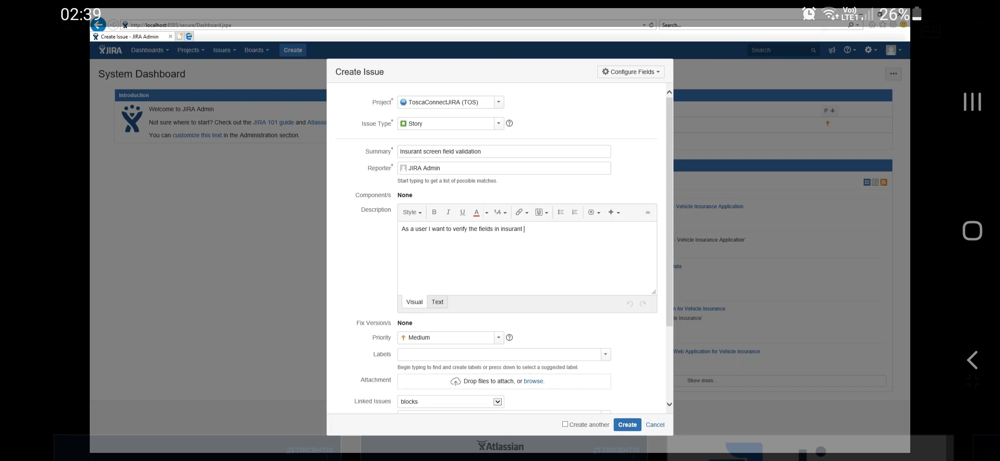 02:39
Vo))
LTE1
26%
http://localhost:8585/secure/Dashboard.jspa
Search...
Create Issue - JIRA Admin
JIRA
Dashboards
Projects
Issues
Boards
Create
Search
System Dashboard
Introduction
Welcome to JIRA Admin
Not sure where to start? Check out the JIRA 101 guide and Atlassia
You can customize this text in the Administration section.
Create Issue
Configure Fields
Project*
ToscaConnectJIRA (TOS)
Issue Type*
Story
Summary*
Insurant screen field validation
Reporter*
JIRA Admin
Start typing to get a list of possible matches.
Component/s
None
Description
Style B I U A
As a user I want to verify the fields in insurant
Visual
Text
Fix Version/s
None
Priority
Medium
Labels
Begin typing to find and create labels or press down to select a suggested label.
Attachment
Drop files to attach, or browse.
Linked Issues
blocks
Create another
Create
Cancel
P
- Vehicle Insurance Application
- Vehicle Insurance Application'
ata
n for Vehicle Insurance
le Insurance'
Web Application for Vehicle Insurance
Show more...
TRICENTIS
Atlassian
TRICENTIS